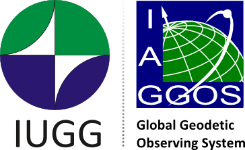 IUGG
I
A
GGOS
Global Geodetic
Observing System